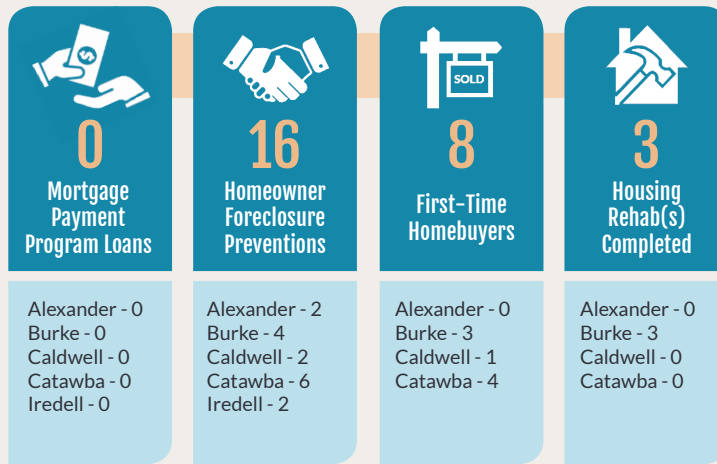 0
Mortgage
Payment
Program Loans
Alexander - 0
Burke - 0
Caldwell - 0
Catawba - 0
Iredell - 0
16
Homeowner
Foreclosure
Preventions
Alexander - 2
Burke - 4
Caldwell - 2
Catawba - 6
Iredell - 2
SOLD
8
First-Time
Homebuyers
Alexander - 0
Burke - 3
Caldwell - 1
Catawba - 4
3
Housing
Rehab(s)
Completed
Alexander - 0
Burke - 3
Caldwell - 0
Catawba - 0